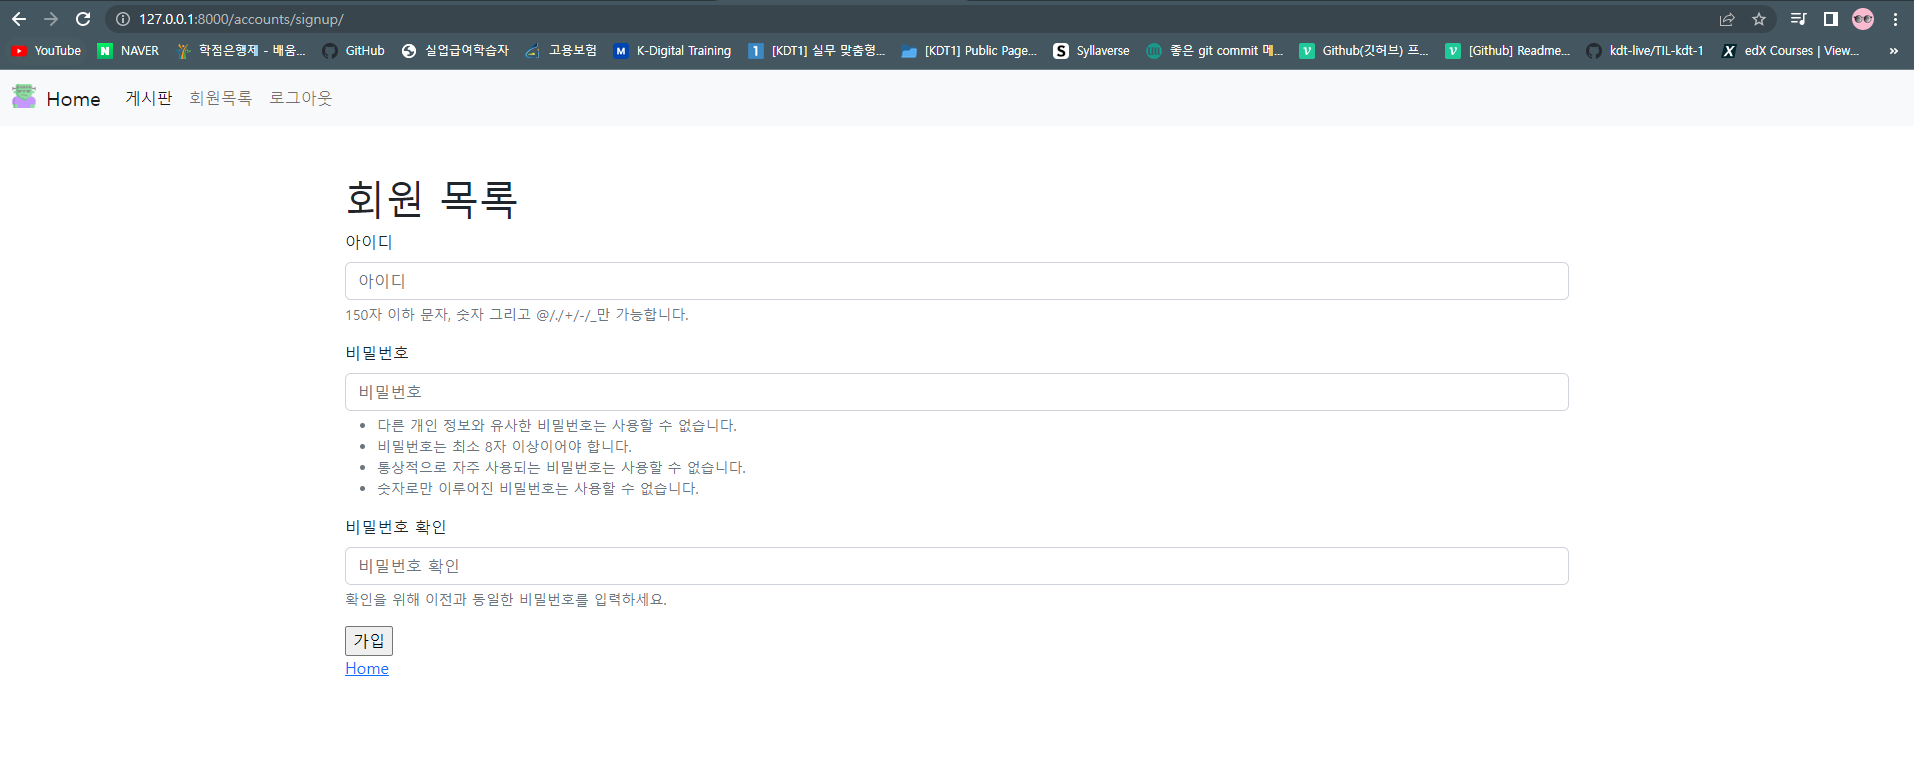 127.0.0.1:8000/accounts/signup/
YouTube NAVER 학점은행제 - 배움... GitHub 실업급여학습자 고용보험 K-Digital Training [KDT1] 실무 맞춤형... [KDT1] Public Page... Syllaverse 좋은 git commit 메... Github(깃허브) 프... [Github] Readme... kdt-live/TIL-kdt-1 edX Courses | View... »
Home 게시판 회원목록 로그아웃
회원 목록
아이디
아이디
150자 이하 문자, 숫자 그리고 @/./+/-/_만 가능합니다.
비밀번호
비밀번호
• 다른 개인 정보와 유사한 비밀번호는 사용할 수 없습니다.
• 비밀번호는 최소 8자 이상이어야 합니다.
• 통상적으로 자주 사용되는 비밀번호는 사용할 수 없습니다.
• 숫자로만 이루어진 비밀번호는 사용할 수 없습니다.
비밀번호 확인
비밀번호 확인
확인을 위해 이전과 동일한 비밀번호를 입력하세요.
가입
Home